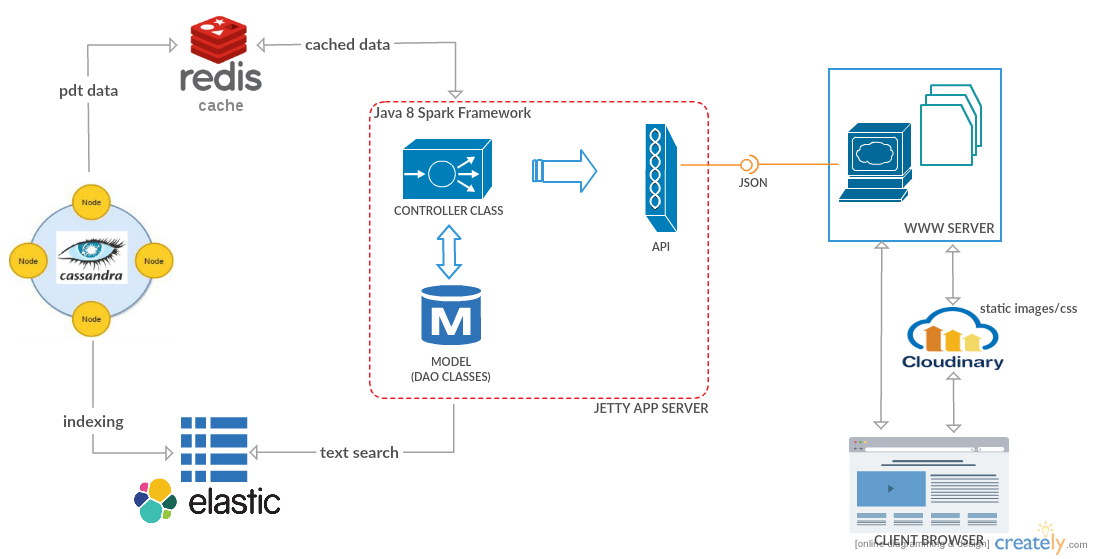 redis
cache
cached data
pdt data
Java 8 Spark Framework
CONTROLLER CLASS
API
JSON
WWW SERVER
Node
Node
cassandra
Node
Node
M
MODEL
(DAO CLASSES)
JETTY APP SERVER
static images/css
Cloudinary
indexing
text search
elastic
CLIENT BROWSER
[online diagramming & design]
creately.com